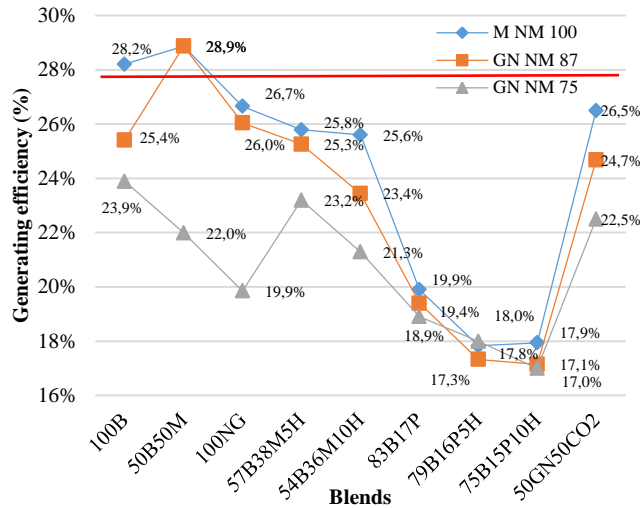 30%
28%
26%
24%
22%
20%
18%
16%
Generating efficiency (%)
M NM 100
GN NM 87
GN NM 75
28,2%
28,9%
26,7%
25,8%
25,6%
19,9%
17,8%
17,9%
26,5%
25,4%
28,9%
26,0%
25,3%
23,4%
19,4%
17,3%
17,1%
24,7%
23,9%
22,0%
19,9%
23,2%
21,3%
18,9%
18,0%
17,0%
22,5%
100B
50B50M
100NG
57B38M5H
54B36M10H
83B17P
79B16P5H
75B15P10H
50GN50CO2
Blends